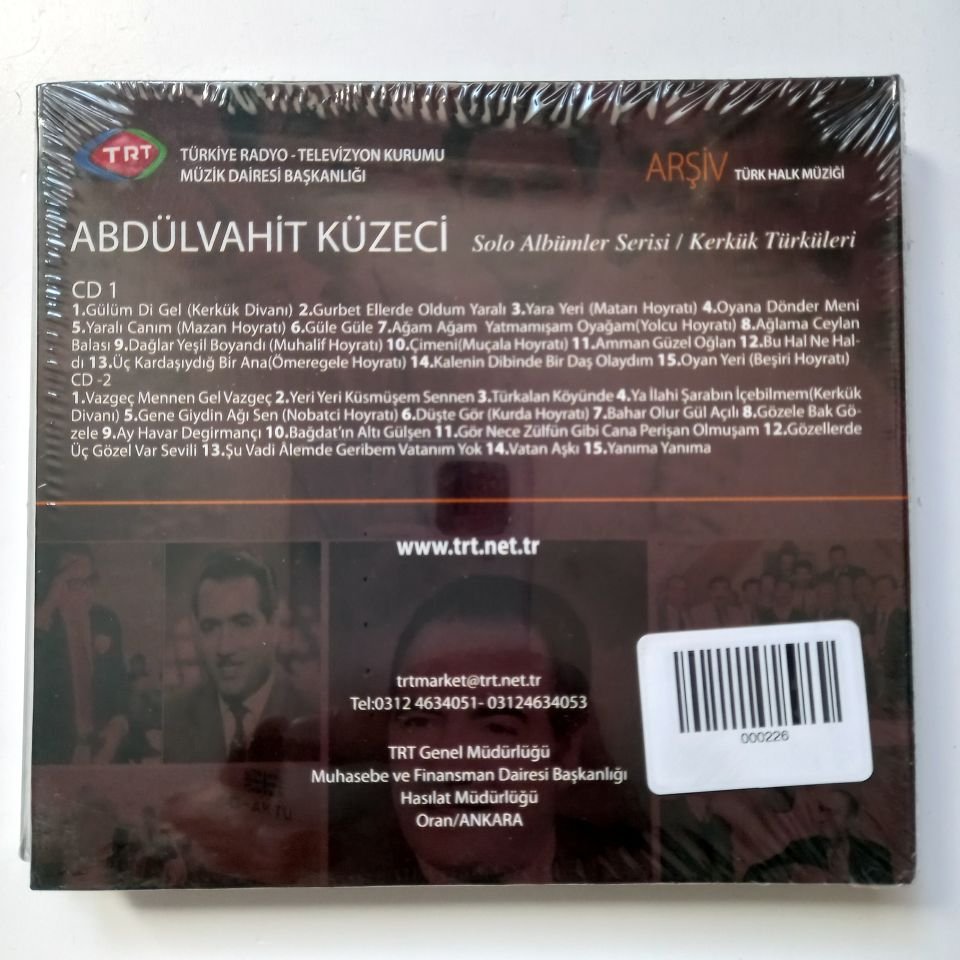 TRT
TÜRKİYE RADYO - TELEVİZYON KURUMU
MÜZİK DAİRESİ BAŞKANLIĞI
ARŞİV TÜRK HALK MÜZİĞİ
ABDÜLVAHİT KÜZECİ Solo Albümler Serisi / Kerkük Türküleri
CD 1
1.Gülüm Di Gel (Kerkük Divanı) 2.Gurbet Ellerde Oldum Yaralı 3.Yara Yeri (Matarı Hoyratı) 4.Oyana Dönder Meni
5.Yaralı Canım (Mazan Hoyratı) 6.Güle Güle 7.Ağam Ağam Yatmamışam Oyağam(Yolcu Hoyratı) 8.Ağlama Ceylan
Balası 9.Dağlar Yeşil Boyandı (Muhalif Hoyratı) 10.Çimeni(Muçala Hoyratı) 11.Amman Güzel Oğlan 12.Bu Hal Ne Hal-
dı 13.Üç Kardaşıydığ Bir Ana(Ömeregele Hoyratı) 14.Kalenin Dibinde Bir Daş Olaydım 15.Oyan Yeri (Beşiri Hoyratı)
CD -2
1.Vazgeç Mennen Gel Vazgeç 2.Yeri Yeri Küsmüşem Sennen 3.Türkalan Köyünde 4.Ya İlahi Şarabın İçebilmem(Kerkük
Divanı) 5.Gene Giydin Ağı Sen (Nobatci Hoyratı) 6.Düşte Gör (Kurda Hoyratı) 7.Bahar Olur Gül Açılı 8.Gözele Bak Gö-
zele 9.Ay Havar Degirmançı 10.Bağdat'ın Altı Gülşen 11.Gör Nece Zülfün Gibi Cana Perişan Olmuşam 12.Gözellerde
Üç Gözel Var Sevili 13.Şu Vadi Âlemde Geribem Vatanım Yok 14.Vatan Aşkı 15.Yanıma Yanıma
www.trt.net.tr
trtmarket@trt.net.tr
Tel:0312 4634051- 03124634053
TRT Genel Müdürlüğü
Muhasebe ve Finansman Dairesi Başkanlığı
Hasılat Müdürlüğü
Oran/ANKARA
000226